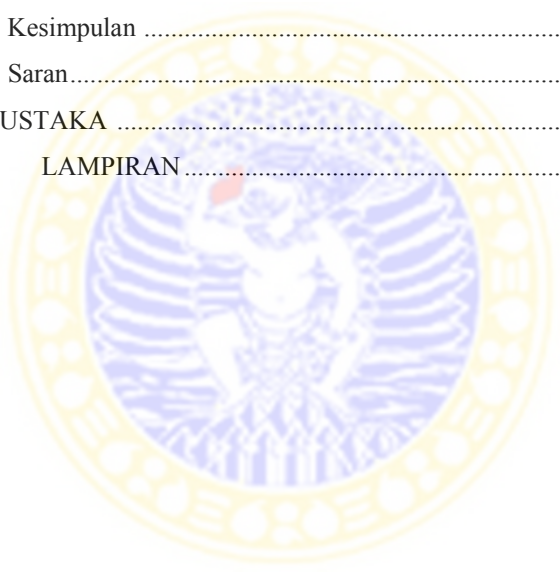 Kesimpulan ..........................................................
Saran......................................................................
USTAKA ..............................................................
LAMPIRAN .........................................................